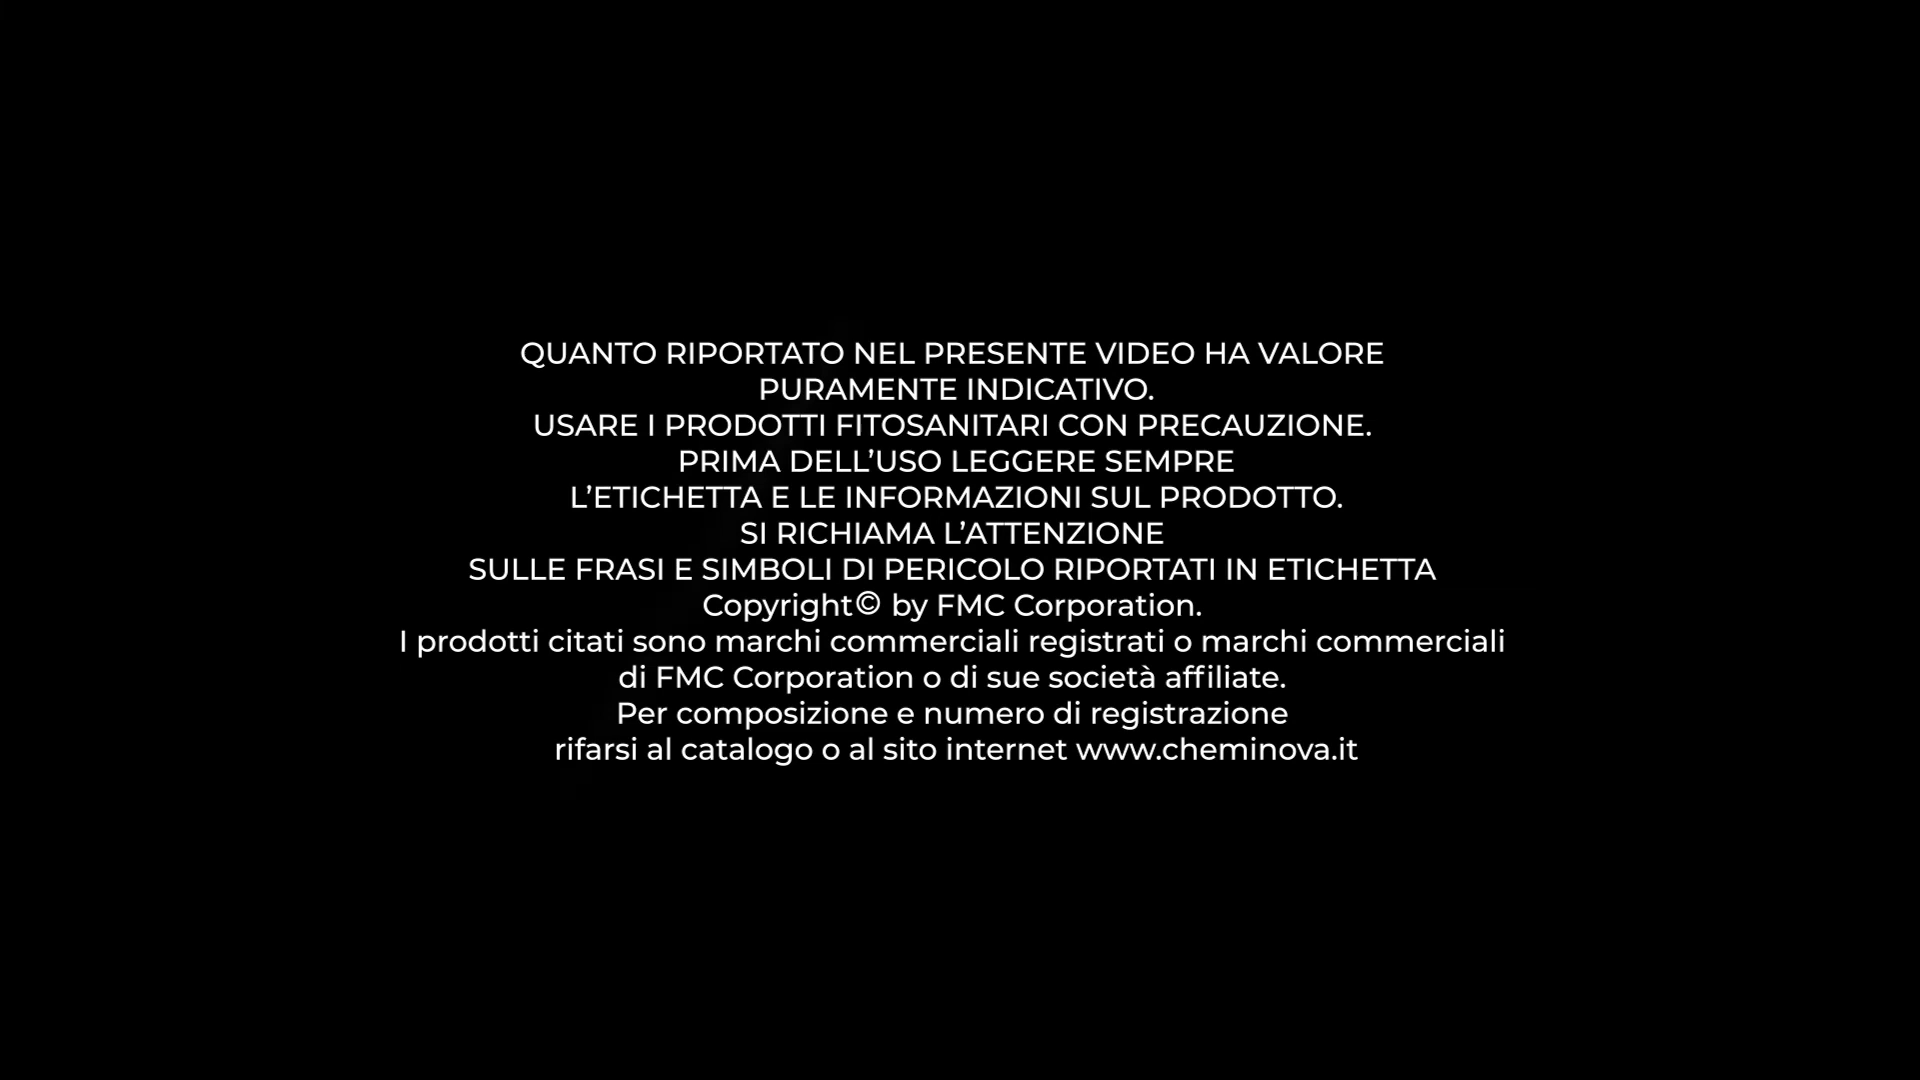 QUANTO RIPORTATO NEL PRESENTE VIDEO HA VALORE
PURAMENTE INDICATIVO.
USARE I PRODOTTI FITOSANITARI CON PRECAUZIONE.
PRIMA DELL’USO LEGGERE SEMPRE
L’ETICHETTA E LE INFORMAZIONI SUL PRODOTTO.
SI RICHIAMA L’ATTENZIONE
SULLE FRASI E SIMBOLI DI PERICOLO RIPORTATI IN ETICHETTA
Copyright© by FMC Corporation.
I prodotti citati sono marchi commerciali registrati o marchi commerciali
di FMC Corporation o di sue società affiliate.
Per composizione e numero di registrazione
rifarsi al catalogo o al sito internet www.cheminova.it